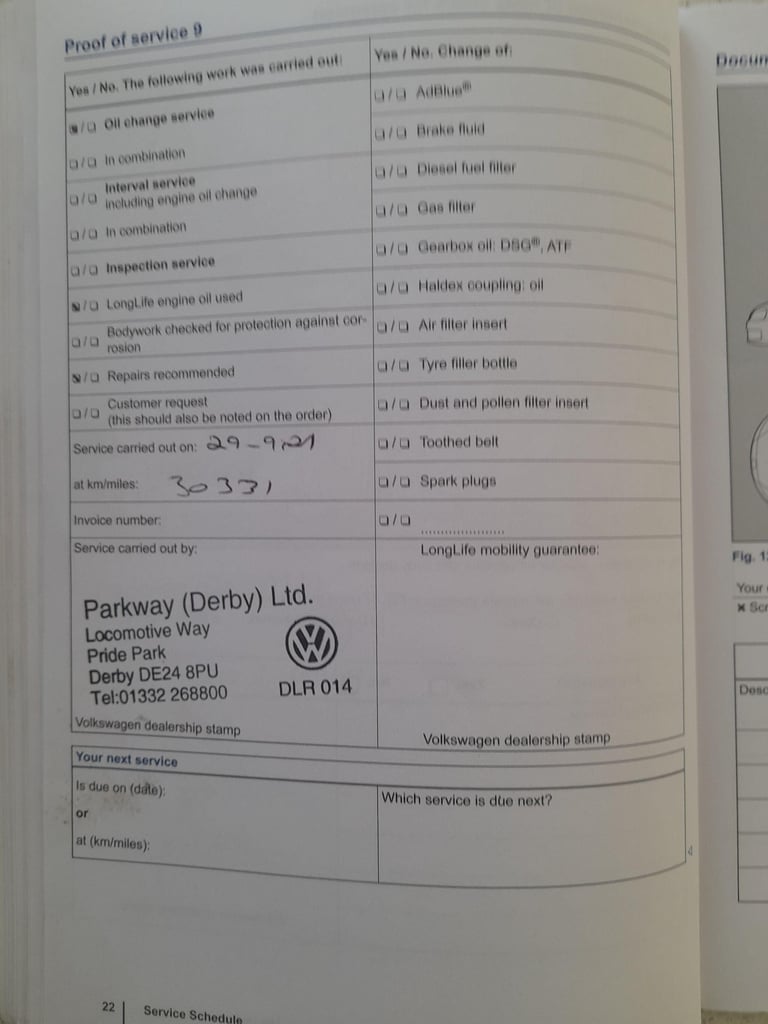 Proof of service 9
Yes / No. The following work was carried out:
☒/☐ Oil change service
☐/☐ In combination
☐/☐ Interval service
including engine oil change
☐/☐ In combination
☐/☐ Inspection service
☒/☐ LongLife engine oil used
☐/☐ Bodywork checked for protection against cor-
rosion
☒/☐ Repairs recommended
☐/☐ Customer request
(this should also be noted on the order)
Service carried out on: 29-9-21
at km/miles: 30331
Invoice number:
Service carried out by:
Parkway (Derby) Ltd.
Locomotive Way
Pride Park
Derby DE24 8PU
Tel:01332 268800
DLR 014
Volkswagen dealership stamp
Yes / No. Change of:
☐/☐ AdBlue®
☐/☐ Brake fluid
☐/☐ Diesel fuel filter
☐/☐ Gas filter
☐/☐ Gearbox oil: DSG®, ATF
☐/☐ Haldex coupling: oil
☐/☐ Air filter insert
☐/☐ Tyre filler bottle
☐/☐ Dust and pollen filter insert
☐/☐ Toothed belt
☐/☐ Spark plugs
☐/☐ ....................
LongLife mobility guarantee:
Volkswagen dealership stamp
Your next service
Is due on (date):
or
at (km/miles):
Which service is due next?
22 Service Schedule
Docum
Fig. 1
Your
✖ Scr
Desc